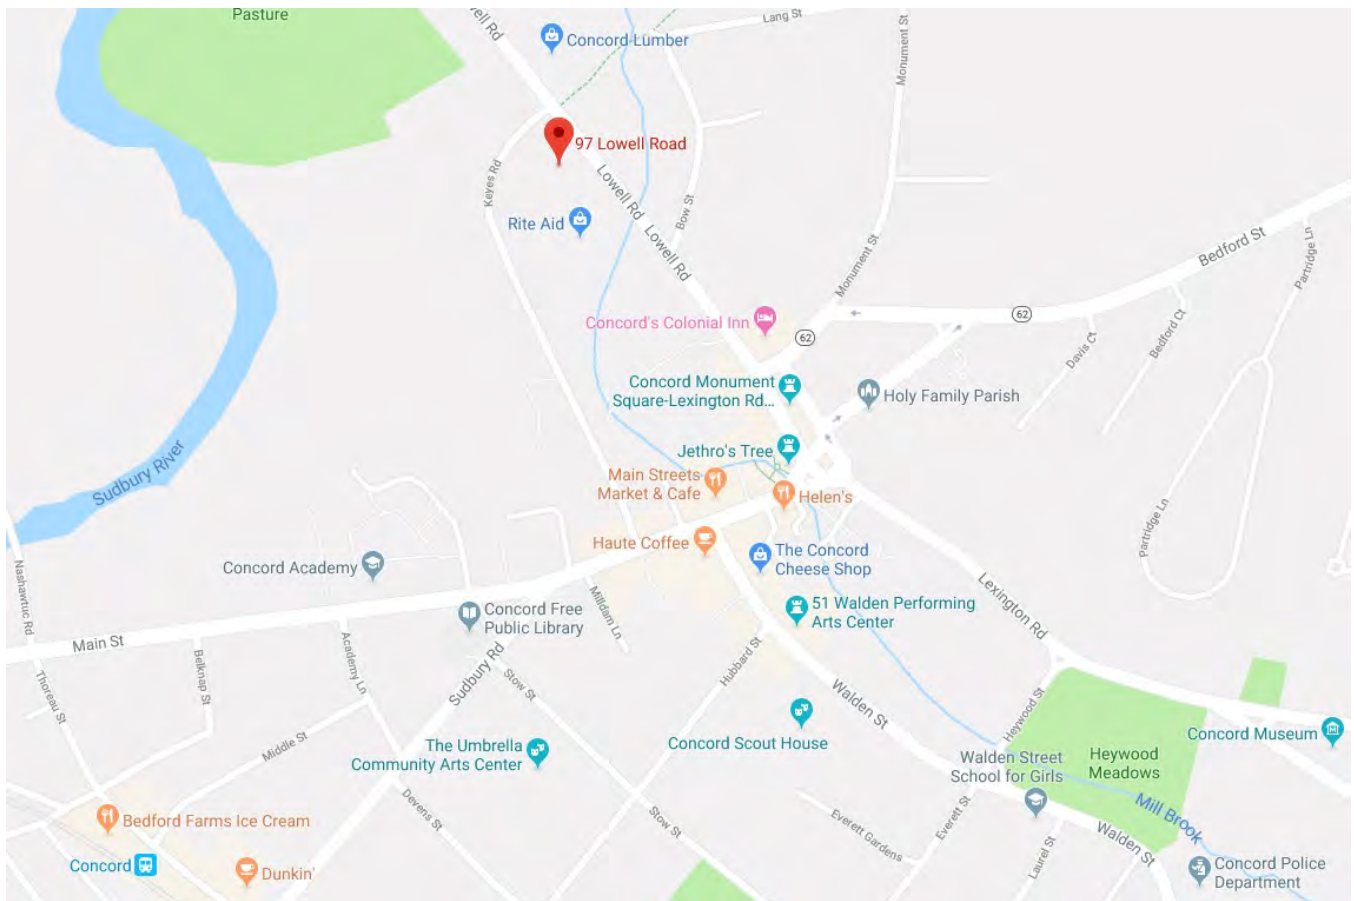 Pasture
well Rd
Lang St
Concord Lumber
Monument St
97 Lowell Road
Keyes Rd
Lowell Rd
Bow St
Rite Aid
Lowell Rd
Monument St
Bedford St
Partridge Ln
Concord's Colonial Inn
62
62
Davis Ct
Bedford Ct
Concord Monument
Square-Lexington Rd...
Holy Family Parish
Jethro's Tree
Sudbury River
Main Streets
Market & Cafe
Helen's
Partridge Ln
Haute Coffee
The Concord
Cheese Shop
Concord Academy
Nashawtuc Rd
Milldam Ln
Concord Free
Public Library
51 Walden Performing
Arts Center
Lexington Rd
Main St
Belknap St
Academy Ln
Sudbury Rd
Hubbard St
Thoreau St
Stow St
Walden St
Heywood St
Concord Museum
Middle St
The Umbrella
Community Arts Center
Concord Scout House
Walden Street
School for Girls
Heywood
Meadows
Bedford Farms Ice Cream
Devens St
Stow St
Everett Gardens
Everett St
Mill Brook
Walden St
Laurel St
Concord
Dunkin'
Concord Police
Department